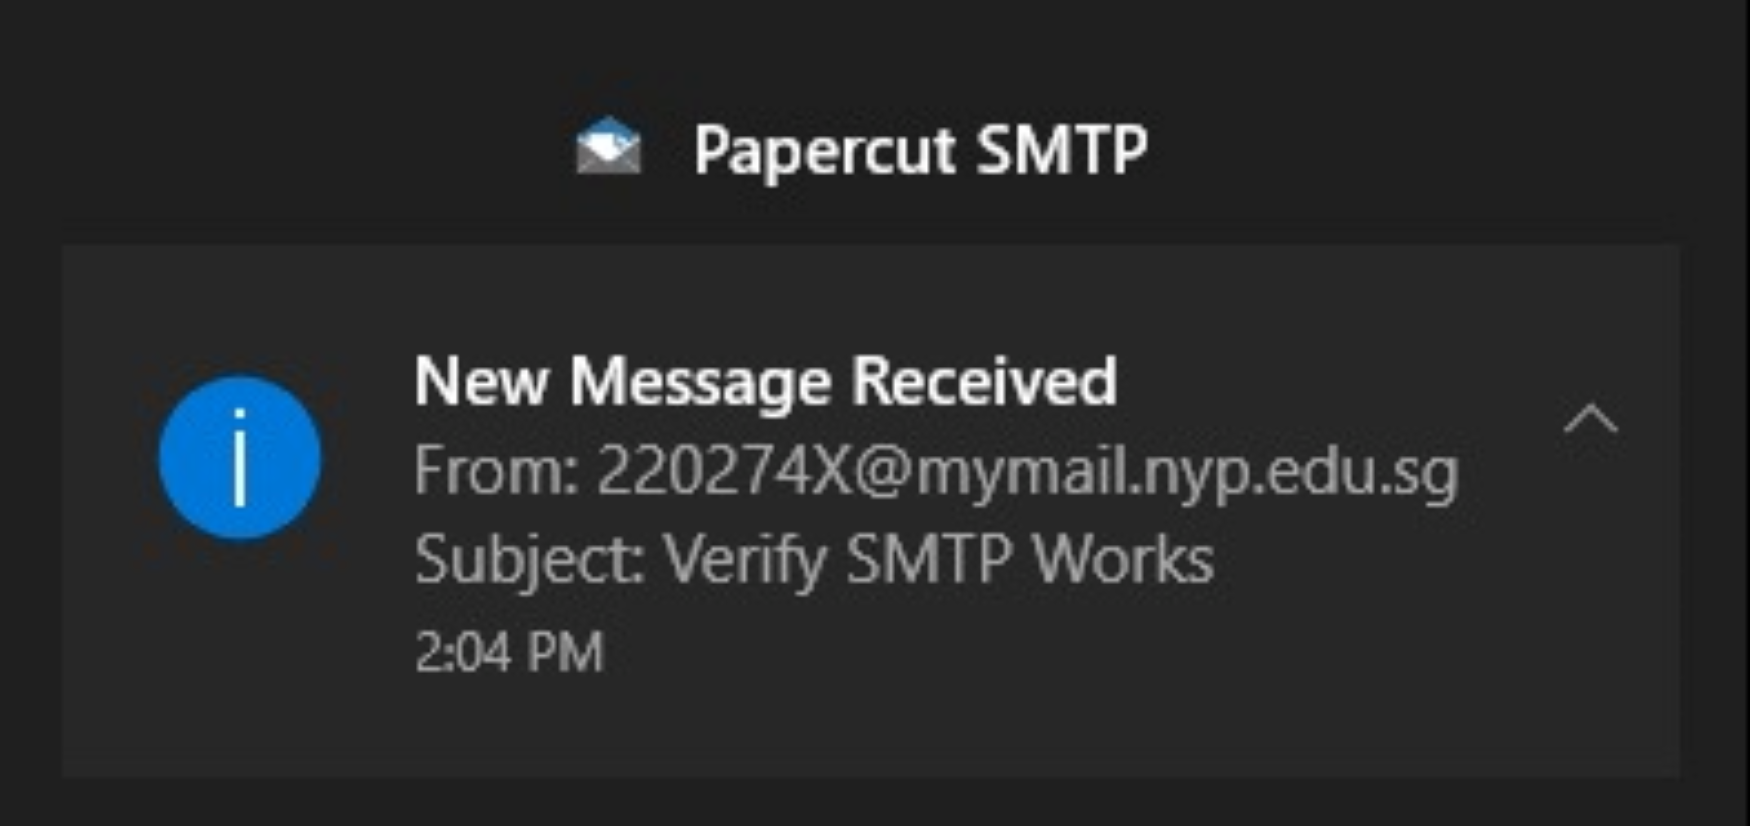 Papercut SMTP
New Message Received
From: 220274X@mymail.nyp.edu.sg
Subject: Verify SMTP Works
2:04 PM